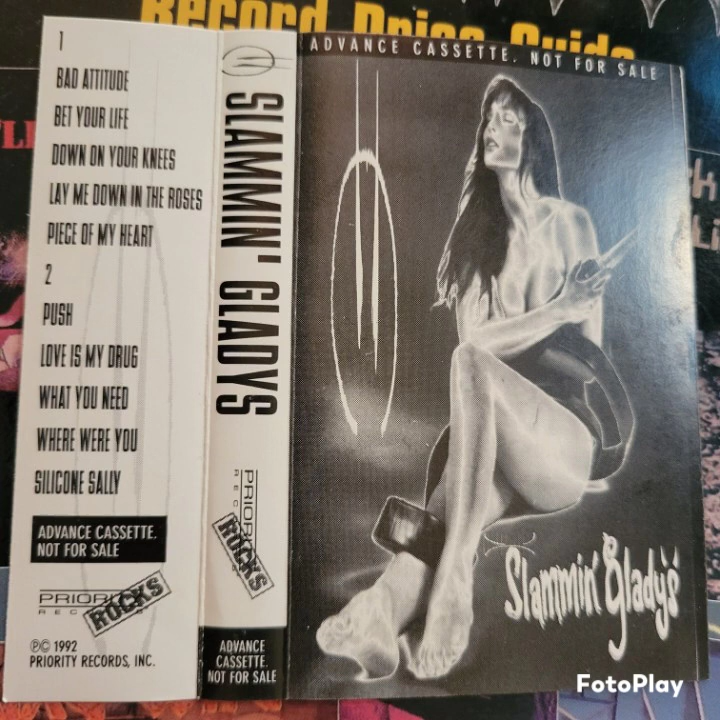 Record Price Guide
1
BAD ATTITUDE
BET YOUR LIFE
DOWN ON YOUR KNEES
LAY ME DOWN IN THE ROSES
PIECE OF MY HEART
2
PUSH
LOVE IS MY DRUG
WHAT YOU NEED
WHERE WERE YOU
SILICONE SALLY
ADVANCE CASSETTE.
NOT FOR SALE
ROCKS
℗© 1992
PRIORITY RECORDS, INC.
SLAMMIN' GLADYS
ROCKS
ADVANCE
CASSETTE.
NOT FOR SALE
ADVANCE CASSETTE. NOT FOR SALE
Slammin' Gladys
FotoPlay